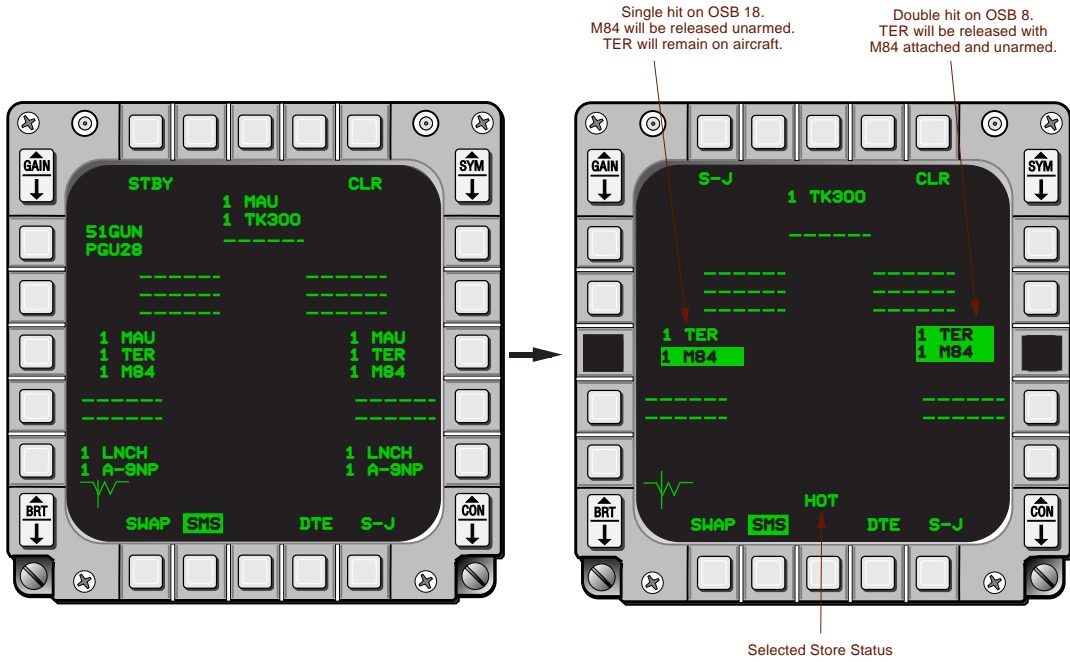 Single hit on OSB 18.
M84 will be released unarmed.
TER will remain on aircraft.
Double hit on OSB 8.
TER will be released with
M84 attached and unarmed.
GAIN
SYM
STBY
CLR
1 MAU
1 TK300
51GUN
PGU28
1 MAU
1 TER
1 M84
1 MAU
1 TER
1 M84
1 LNCH
1 A-9NP
1 LNCH
1 A-9NP
BRT
CON
SWAP SMS DTE S-J
GAIN
SYM
S-J
CLR
1 TK300
1 TER
1 M84
1 TER
1 M84
HOT
BRT
CON
SWAP SMS DTE S-J
Selected Store Status